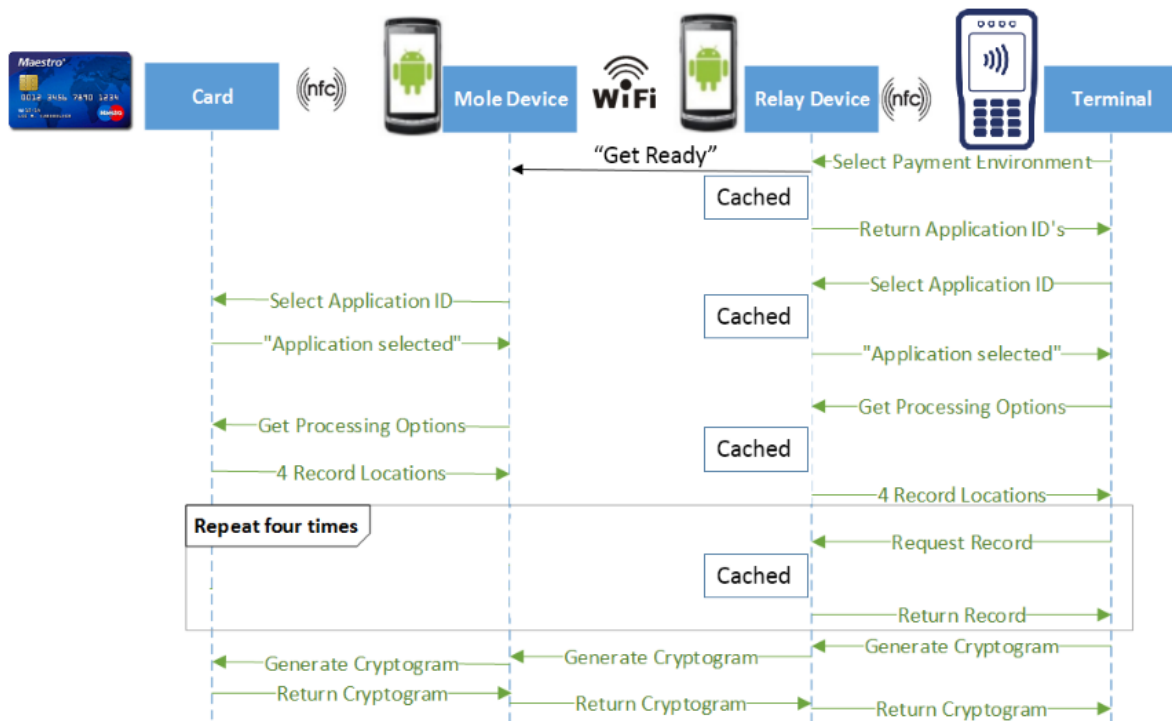 Maestro
0012 3456 7890 1234
Maestro
Card
nfc
Mole Device
WiFi
Relay Device
nfc
Terminal
“Get Ready”
Select Payment Environment
Cached
Return Application ID's
Select Application ID
Select Application ID
Cached
"Application selected"
"Application selected"
Get Processing Options
Get Processing Options
Cached
4 Record Locations
4 Record Locations
Repeat four times
Request Record
Cached
Return Record
Generate Cryptogram
Generate Cryptogram
Generate Cryptogram
Return Cryptogram
Return Cryptogram
Return Cryptogram